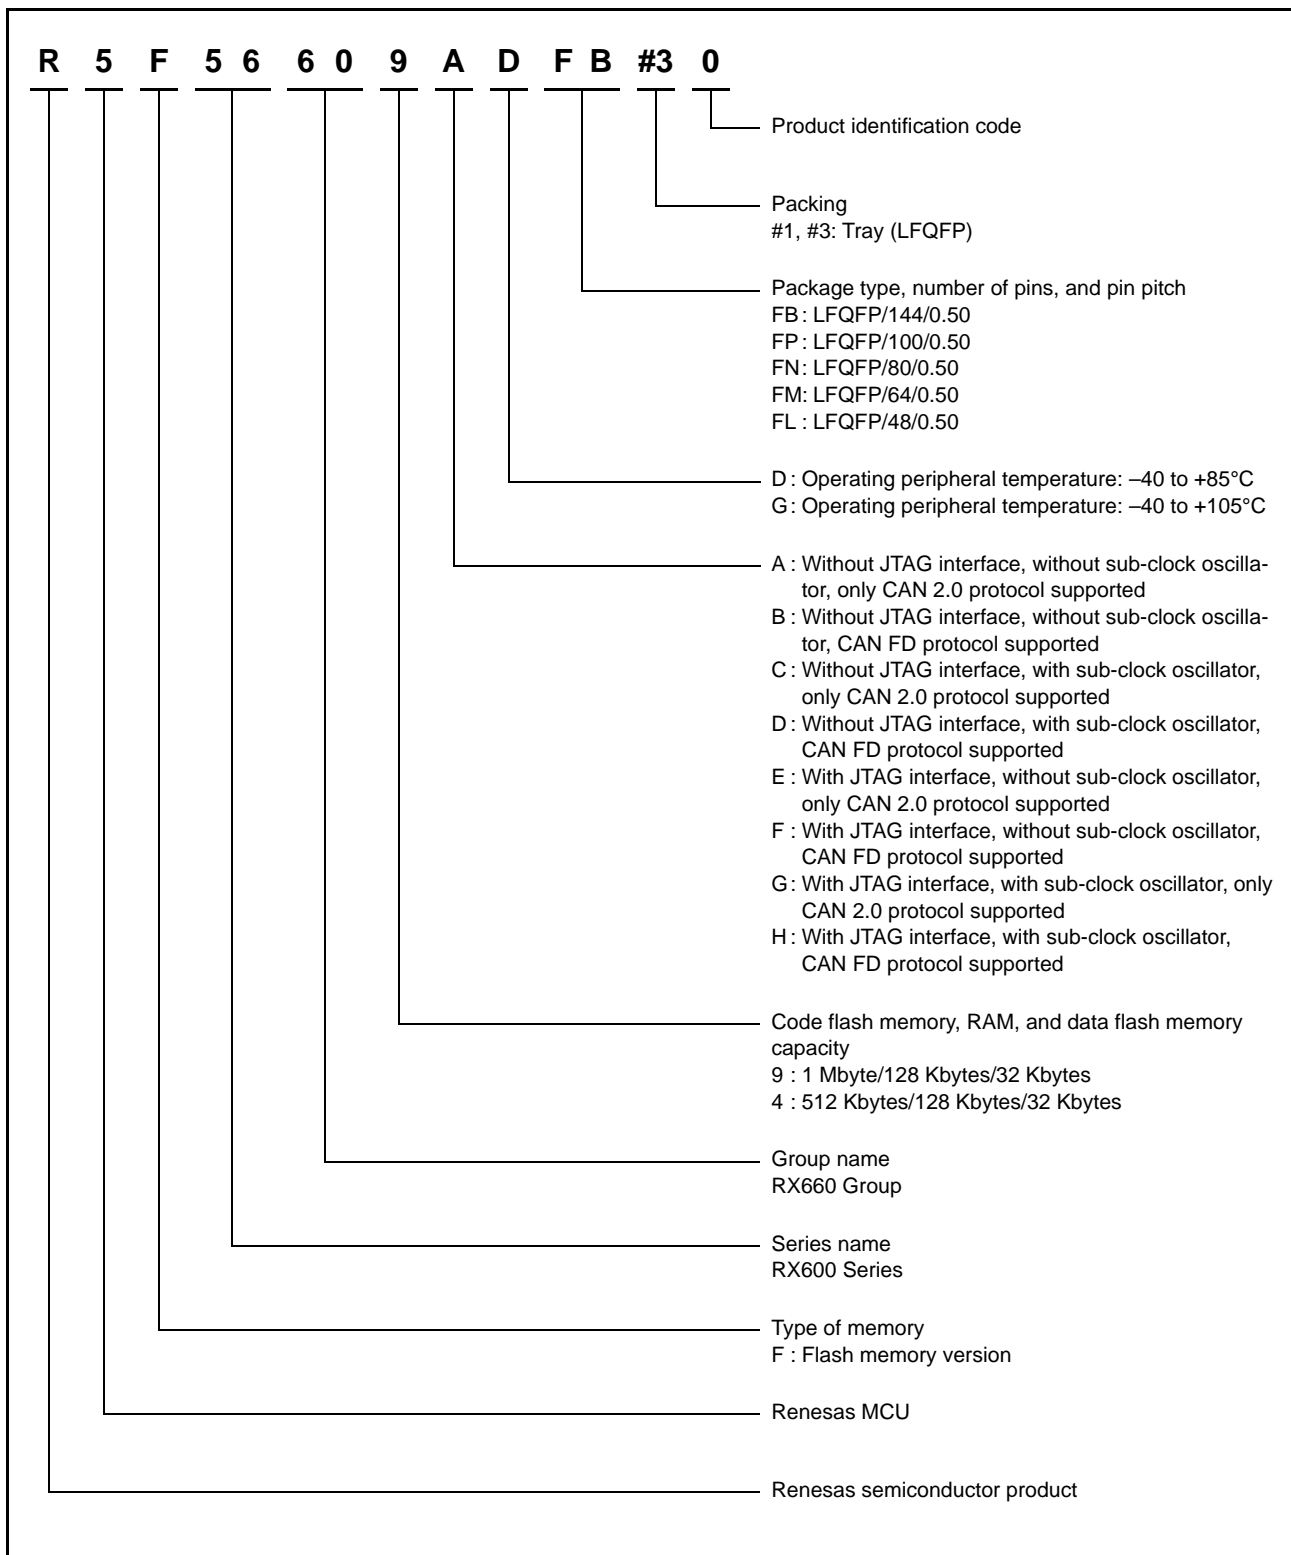 R 5 F 5 6 6 0 9 A D F B #3 0
Product identification code
Packing
#1, #3: Tray (LFQFP)
Package type, number of pins, and pin pitch
FB : LFQFP/144/0.50
FP : LFQFP/100/0.50
FN : LFQFP/80/0.50
FM: LFQFP/64/0.50
FL : LFQFP/48/0.50
D : Operating peripheral temperature: –40 to +85°C
G : Operating peripheral temperature: –40 to +105°C
A : Without JTAG interface, without sub-clock oscilla-
tor, only CAN 2.0 protocol supported
B : Without JTAG interface, without sub-clock oscilla-
tor, CAN FD protocol supported
C : Without JTAG interface, with sub-clock oscillator,
only CAN 2.0 protocol supported
D : Without JTAG interface, with sub-clock oscillator,
CAN FD protocol supported
E : With JTAG interface, without sub-clock oscillator,
only CAN 2.0 protocol supported
F : With JTAG interface, without sub-clock oscillator,
CAN FD protocol supported
G : With JTAG interface, with sub-clock oscillator, only
CAN 2.0 protocol supported
H : With JTAG interface, with sub-clock oscillator,
CAN FD protocol supported
Code flash memory, RAM, and data flash memory
capacity
9 : 1 Mbyte/128 Kbytes/32 Kbytes
4 : 512 Kbytes/128 Kbytes/32 Kbytes
Group name
RX660 Group
Series name
RX600 Series
Type of memory
F : Flash memory version
Renesas MCU
Renesas semiconductor product